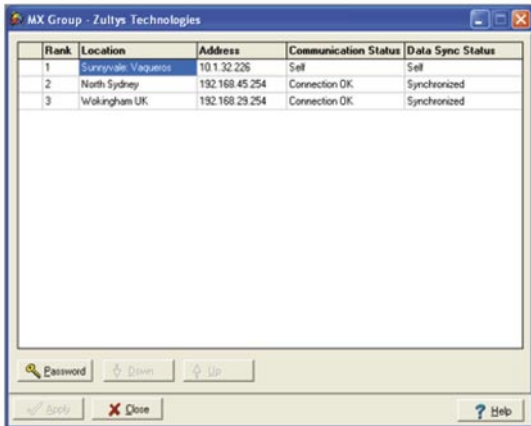 MX Group - Zultys Technologies
Rank Location Address Communication Status Data Sync Status
1 Sunnyvale: Vaqueros 10.1.32.226 Self Self
2 North Sydney 192.168.45.254 Connection OK Synchronized
3 Wokingham UK 192.168.29.254 Connection OK Synchronized
Password Down Up
Apply Close Help